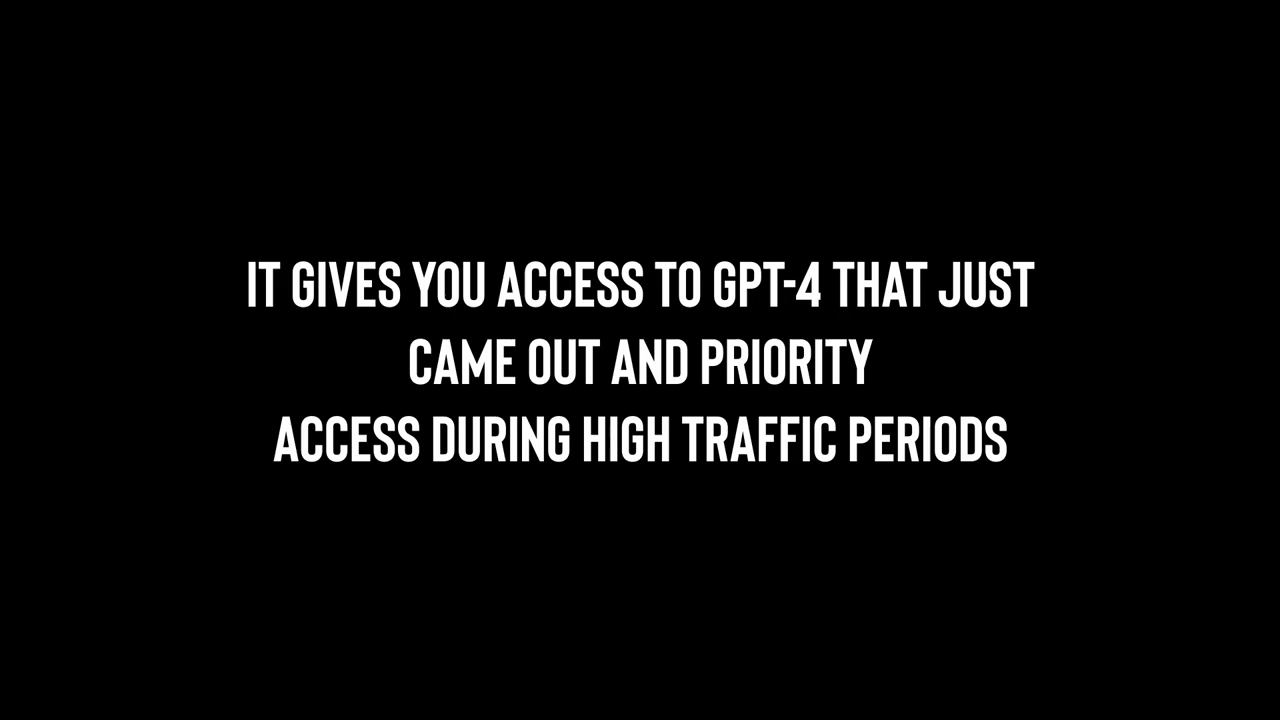 IT GIVES YOU ACCESS TO GPT-4 THAT JUST
CAME OUT AND PRIORITY
ACCESS DURING HIGH TRAFFIC PERIODS